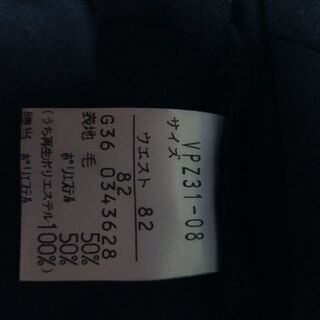 VPZ31-08
サイズ
ウエスト 82
82
G36 0343628
表地 毛 50%
ポリエステル 50%
(うち再生ポリエステル100%)
膝当 ポリエステル